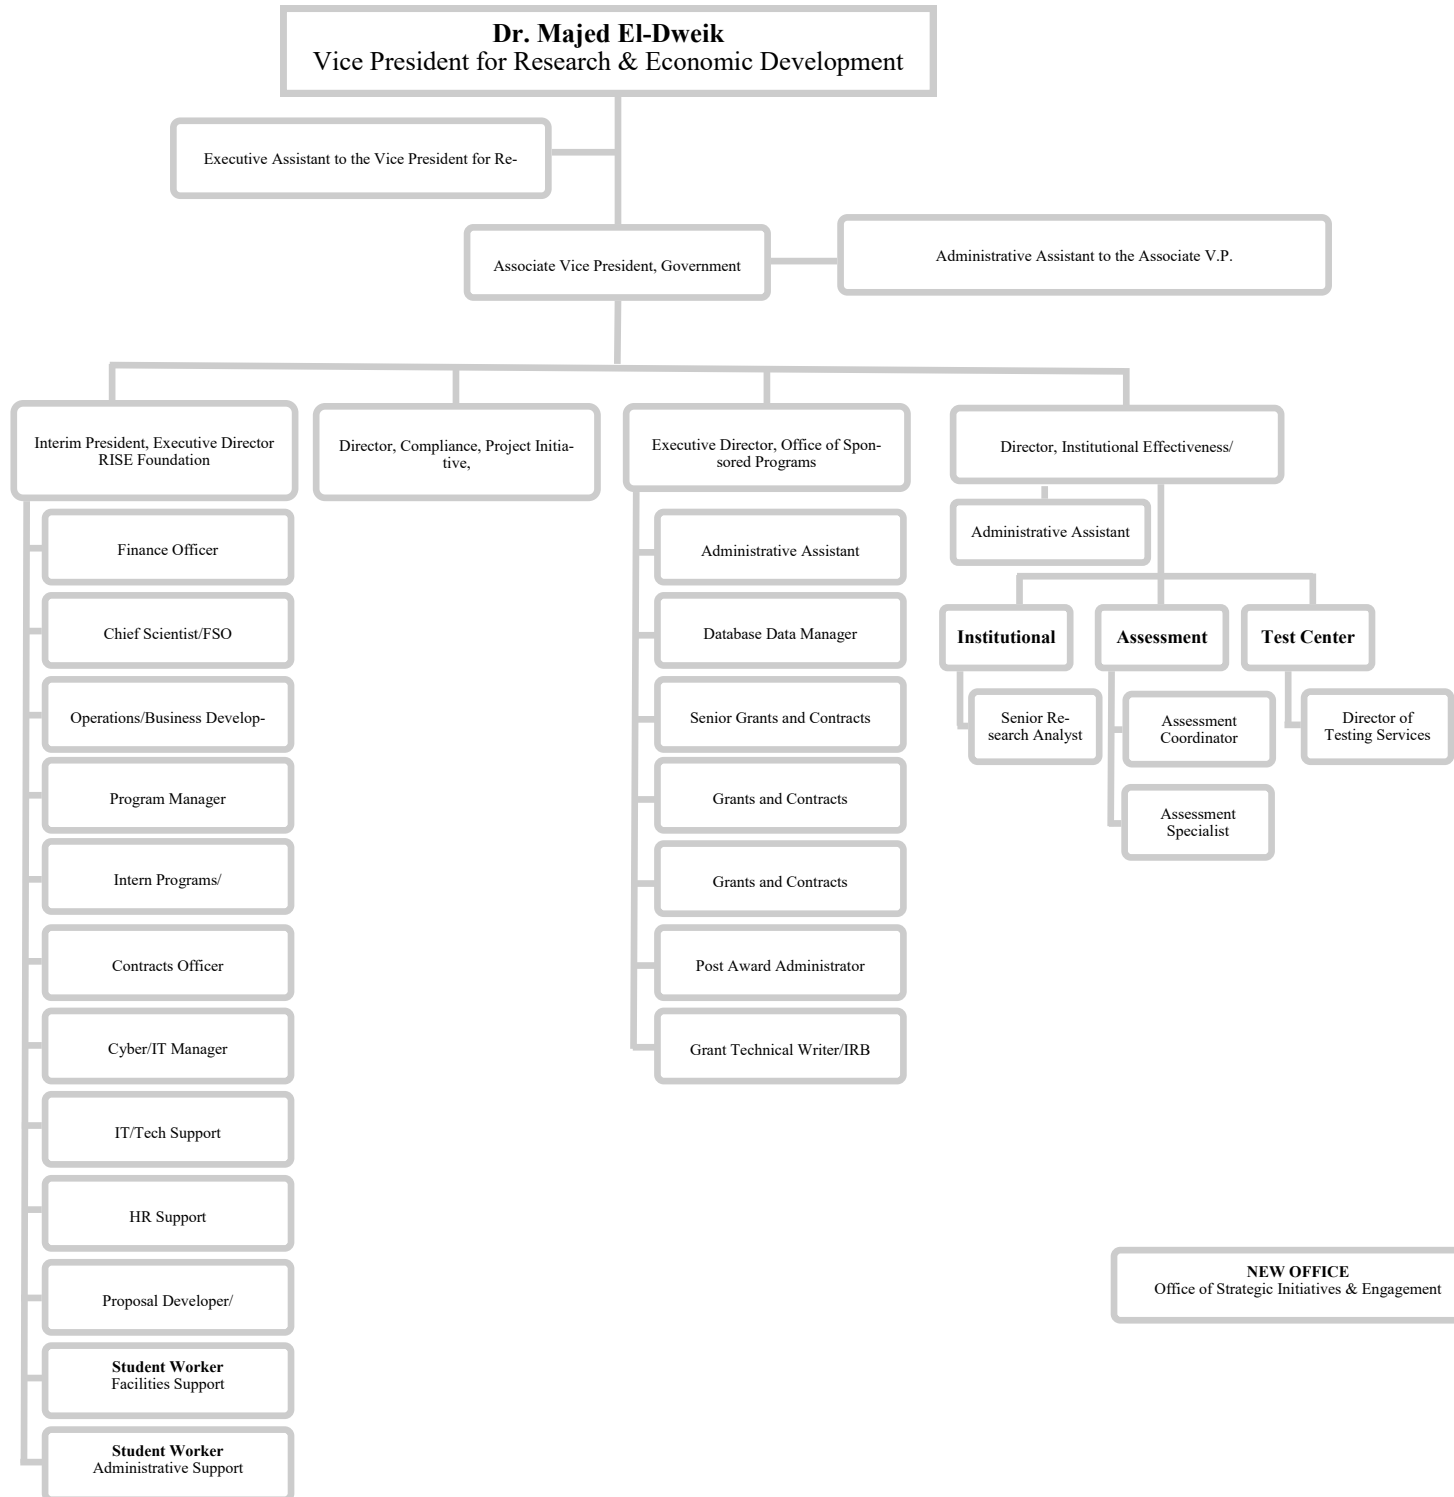 Dr. Majed El-Dweik
Vice President for Research & Economic Development
Executive Assistant to the Vice President for Re-
Associate Vice President, Government
Administrative Assistant to the Associate V.P.
Interim President, Executive Director
RISE Foundation
Director, Compliance, Project Initia-
tive,
Executive Director, Office of Spon-
sored Programs
Director, Institutional Effectiveness/
Finance Officer
Chief Scientist/FSO
Operations/Business Develop-
Program Manager
Intern Programs/
Contracts Officer
Cyber/IT Manager
IT/Tech Support
HR Support
Proposal Developer/
Student Worker
Facilities Support
Student Worker
Administrative Support
Administrative Assistant
Database Data Manager
Senior Grants and Contracts
Grants and Contracts
Grants and Contracts
Post Award Administrator
Grant Technical Writer/IRB
Administrative Assistant
Institutional
Senior Re-
search Analyst
Assessment
Assessment
Coordinator
Assessment
Specialist
Test Center
Director of
Testing Services
NEW OFFICE
Office of Strategic Initiatives & Engagement